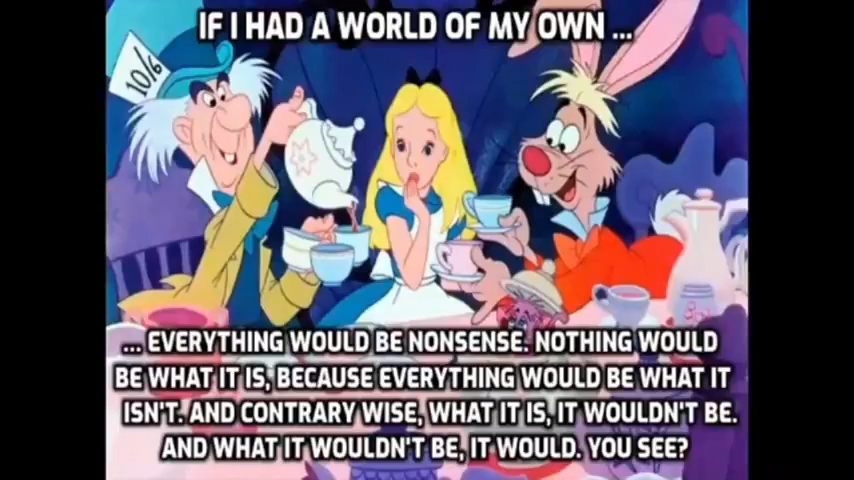 IF I HAD A WORLD OF MY OWN ...
10/6
... EVERYTHING WOULD BE NONSENSE. NOTHING WOULD
BE WHAT IT IS, BECAUSE EVERYTHING WOULD BE WHAT IT
ISN'T. AND CONTRARY WISE, WHAT IT IS, IT WOULDN'T BE.
AND WHAT IT WOULDN'T BE, IT WOULD. YOU SEE?